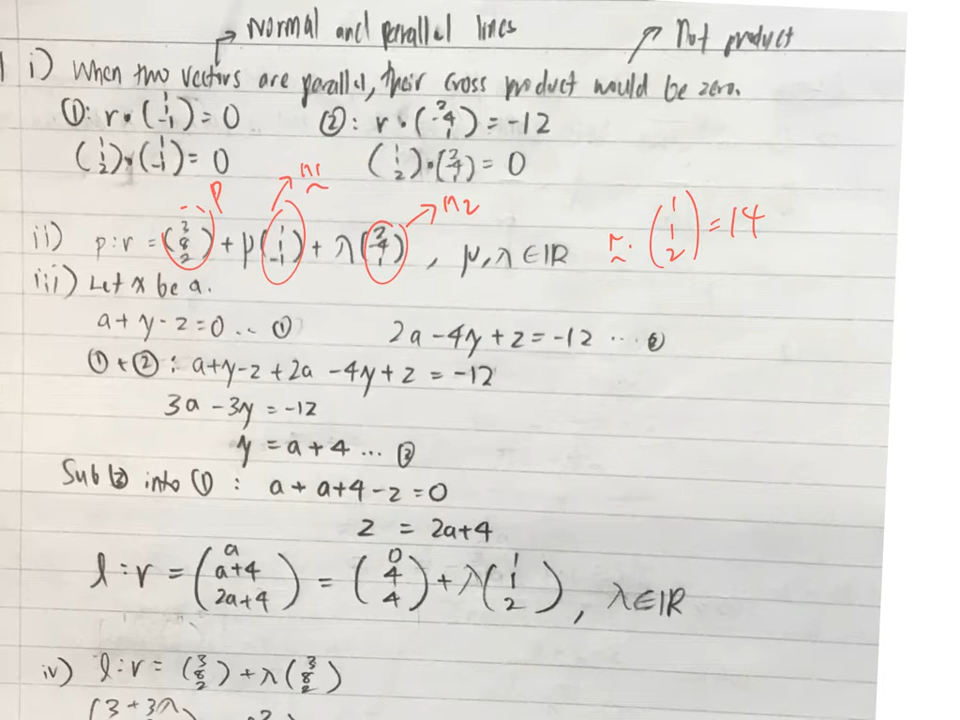 Normal and parallel lines
Not product
1 i) When two vectors are parallel, their cross product would be zero.
①: r • (1 1 -1) = 0 ②: r • (2 -4 1) = -12
(1 1 2) • (1 1 -1) = 0 (1 1 2) • (2 -4 1) = 0
P n1 n2
ii) p: r = (3 8 2) + μ(1 1 -1) + λ(2 -4 1), μ, λ ∈ IR r · (1 1 2) = 14
iii) Let x be a.
a + y - z = 0 .. ① 2a - 4y + z = -12 ... ②
① + ②: a + y - z + 2a - 4y + z = -12
3a - 3y = -12
y = a + 4 ... ③
Sub ③ into ①: a + a + 4 - z = 0
z = 2a + 4
l: r = (a a+4 2a+4) = (0 4 4) + λ(1 1 2), λ ∈ IR
iv) l: r = (3 8 2) + λ(3 8 2)
(3 + 3λ